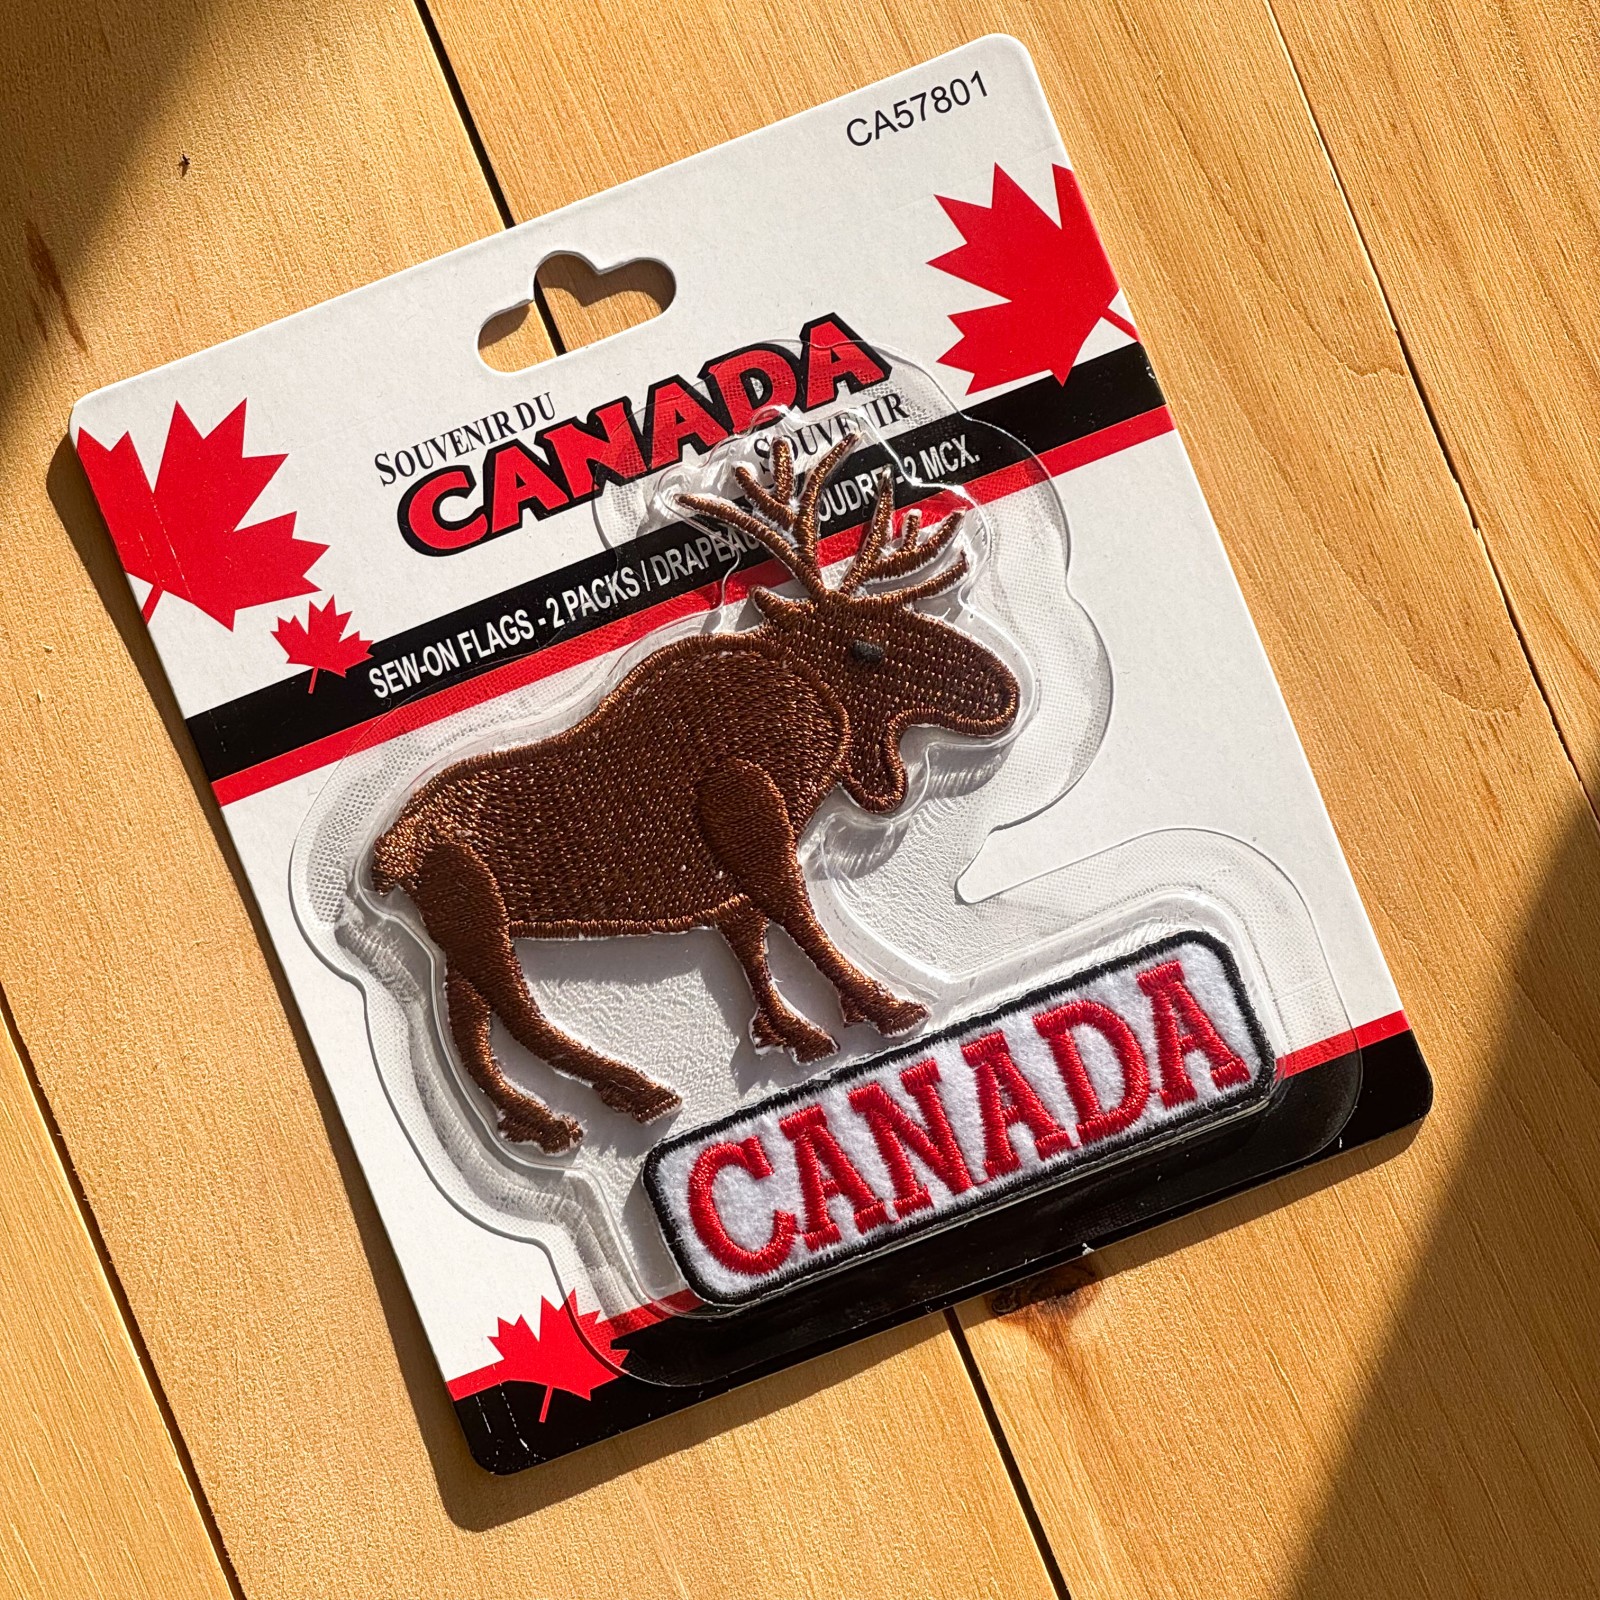 CA57801
SOUVENIR DU
CANADA
SOUVENIR
SEW-ON FLAGS - 2 PACKS / DRAPEAU OUDRE - 2 MCX.
CANADA